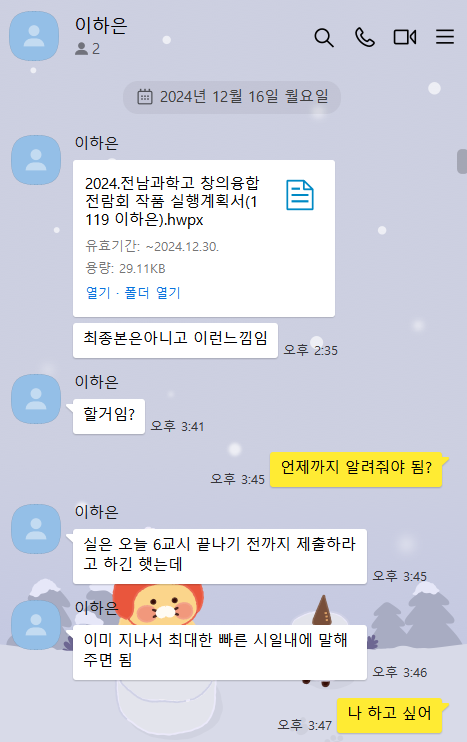 이하은
2
2024년 12월 16일 월요일
이하은
2024.전남과학고 창의융합
전람회 작품 실행계획서(1
119 이하은).hwpx
유효기간: ~2024.12.30.
용량: 29.11KB
열기 · 폴더 열기
최종본은아니고 이런느낌임
오후 2:35
이하은
할거임?
오후 3:41
오후 3:45
언제까지 알려줘야 됨?
이하은
실은 오늘 6교시 끝나기 전까지 제출하라
고 하긴 햇는데
오후 3:45
이하은
이미 지나서 최대한 빠른 시일내에 말해
주면 됨
오후 3:46
오후 3:47
나 하고 싶어